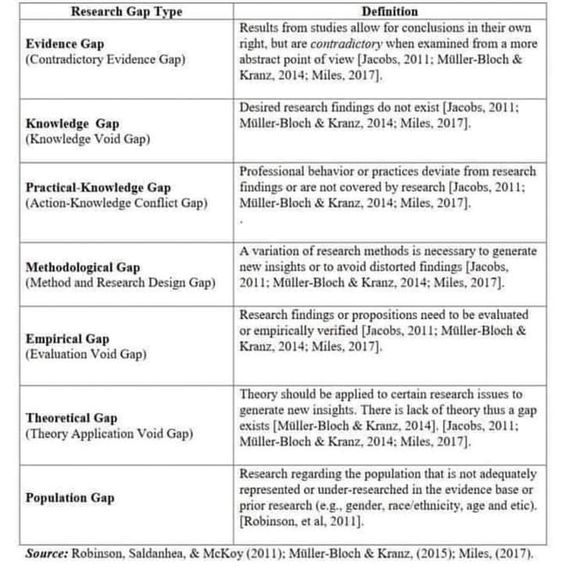 Research Gap Type
Definition
Evidence Gap
(Contradictory Evidence Gap)
Results from studies allow for conclusions in their own
right, but are contradictory when examined from a more
abstract point of view [Jacobs, 2011; Müller-Bloch &
Kranz, 2014; Miles, 2017].
Knowledge Gap
(Knowledge Void Gap)
Desired research findings do not exist [Jacobs, 2011;
Müller-Bloch & Kranz, 2014; Miles, 2017].
Practical-Knowledge Gap
(Action-Knowledge Conflict Gap)
Professional behavior or practices deviate from research
findings or are not covered by research [Jacobs, 2011;
Müller-Bloch & Kranz, 2014; Miles, 2017].
.
Methodological Gap
(Method and Research Design Gap)
A variation of research methods is necessary to generate
new insights or to avoid distorted findings [Jacobs,
2011; Müller-Bloch & Kranz, 2014; Miles, 2017].
Empirical Gap
(Evaluation Void Gap)
Research findings or propositions need to be evaluated
or empirically verified [Jacobs, 2011; Müller-Bloch &
Kranz, 2014; Miles, 2017].
Theoretical Gap
(Theory Application Void Gap)
Theory should be applied to certain research issues to
generate new insights. There is lack of theory thus a gap
exists [Müller-Bloch & Kranz, 2014]. [Jacobs, 2011;
Müller-Bloch & Kranz, 2014; Miles, 2017].
Population Gap
Research regarding the population that is not adequately
represented or under-researched in the evidence base or
prior research (e.g., gender, race/ethnicity, age and etic).
[Robinson, et al, 2011].
Source: Robinson, Saldanhea, & McKoy (2011); Müller-Bloch & Kranz, (2015); Miles, (2017).